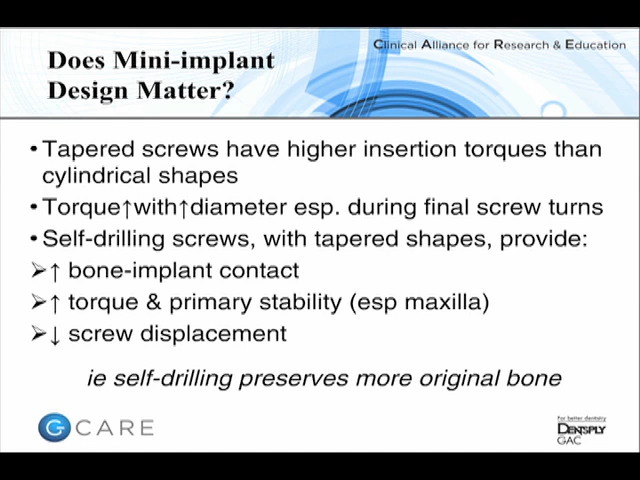 Clinical Alliance for Research & Education
Does Mini-implant
Design Matter?
• Tapered screws have higher insertion torques than
cylindrical shapes
• Torque↑with↑diameter esp. during final screw turns
• Self-drilling screws, with tapered shapes, provide:
➢↑ bone-implant contact
➢↑ torque & primary stability (esp maxilla)
➢↓ screw displacement
ie self-drilling preserves more original bone
G CARE
For better dentistry
DENTSPLY
GAC